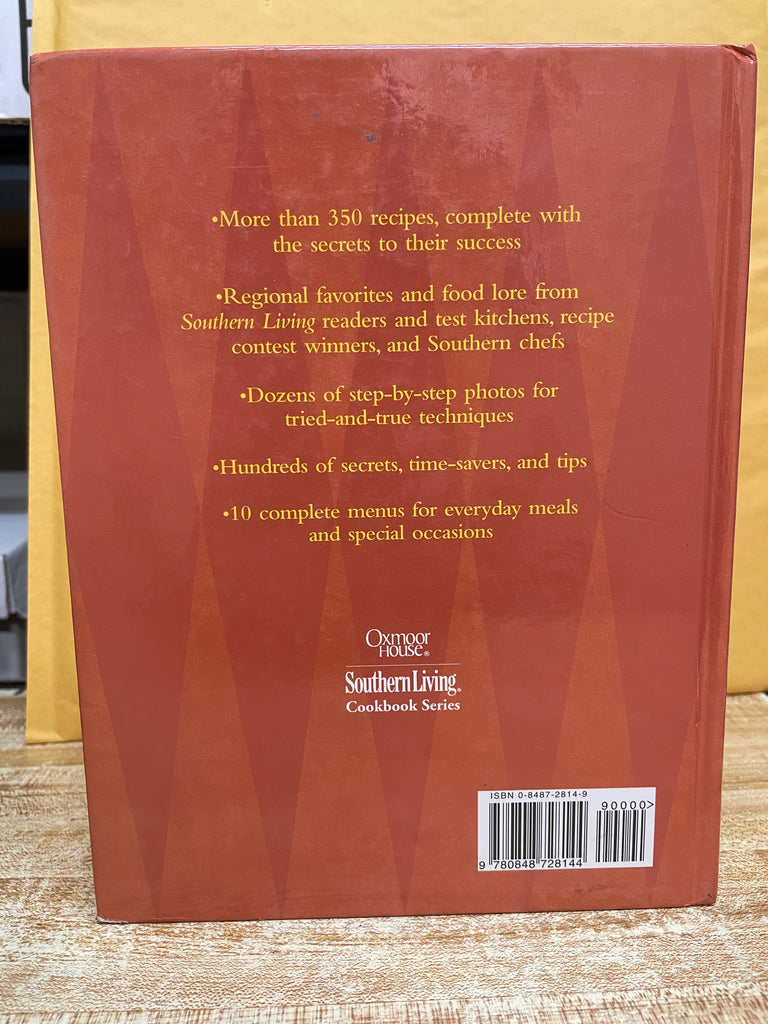 •More than 350 recipes, complete with
the secrets to their success
•Regional favorites and food lore from
Southern Living readers and test kitchens, recipe
contest winners, and Southern chefs
•Dozens of step-by-step photos for
tried-and-true techniques
•Hundreds of secrets, time-savers, and tips
•10 complete menus for everyday meals
and special occasions
Oxmoor
House®
Southern Living®
Cookbook Series
ISBN 0-8487-2814-9
90000>
9 780848 728144